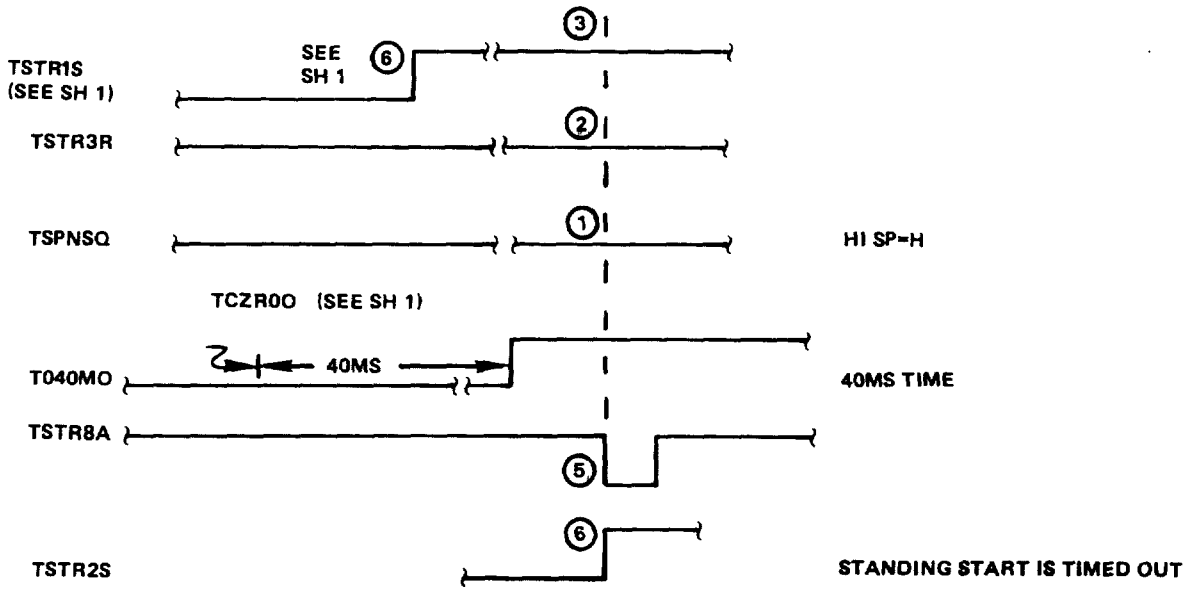 ③
TSTR1S
(SEE SH 1)
SEE
SH 1
⑥
TSTR3R
②
TSPNSQ
①
HI SP=H
TCZR0O (SEE SH 1)
40MS
T040MO
40MS TIME
TSTR8A
⑤
⑥
TSTR2S
STANDING START IS TIMED OUT